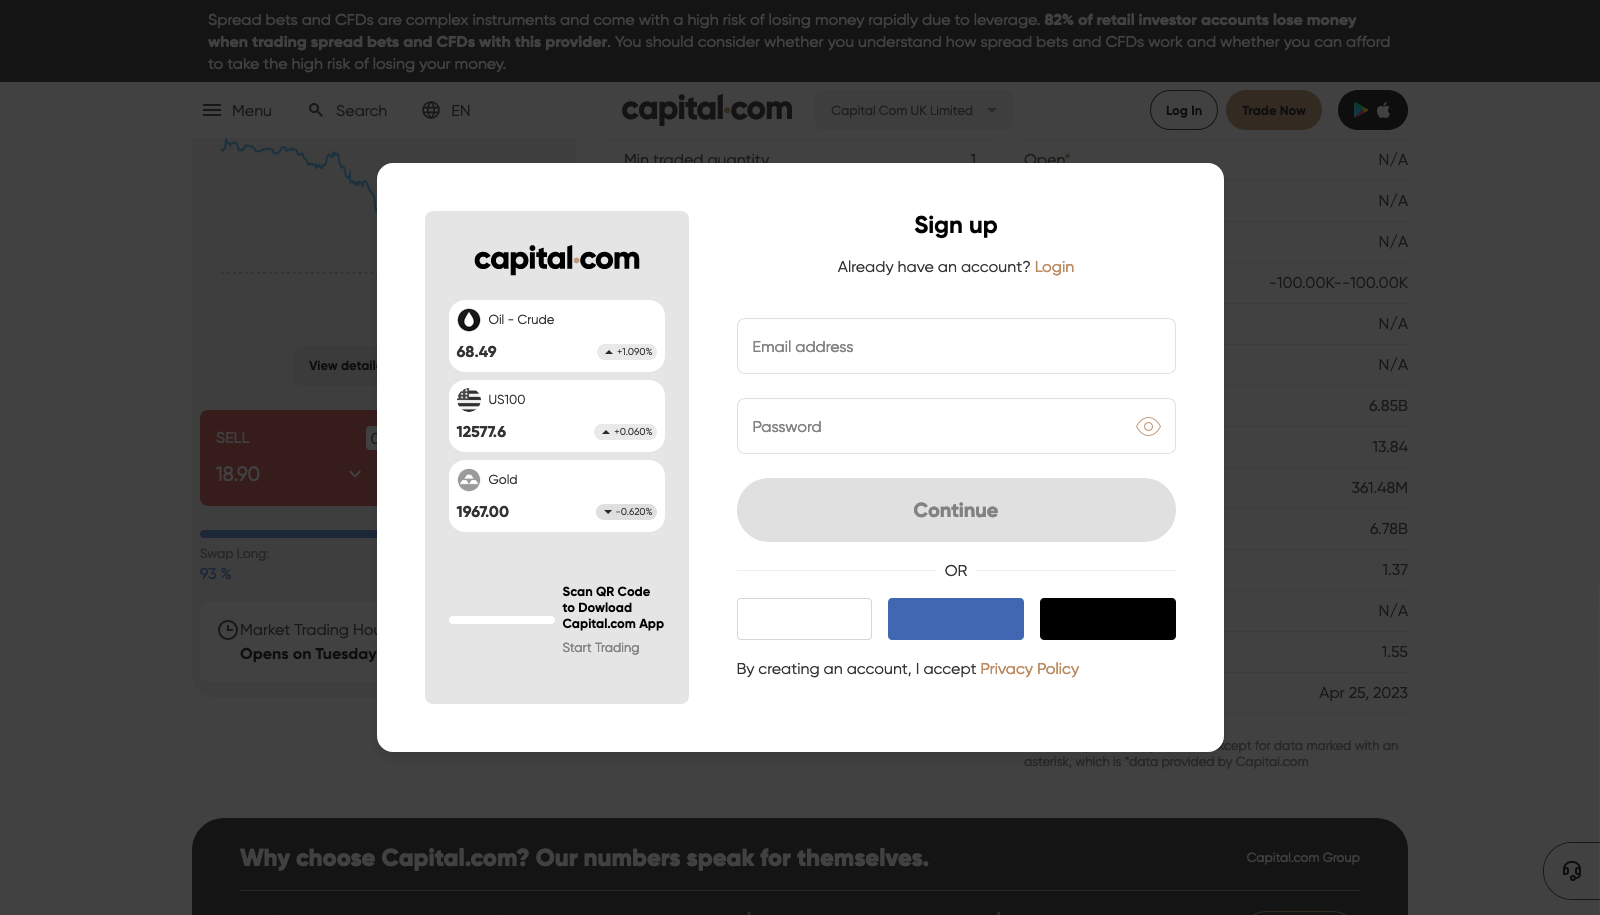 Spread bets and CFDs are complex instruments and come with a high risk of losing money rapidly due to leverage. 82% of retail investor accounts lose money
when trading spread bets and CFDs with this provider. You should consider whether you understand how spread bets and CFDs work and whether you can afford
to take the high risk of losing your money.
Menu
Search
EN
capital.com
Capital Com UK Limited
Log In
Trade Now
Min traded quantity
1
Open*
N/A
N/A
N/A
-100.00K--100.00K
N/A
N/A
6.85B
13.84
361.48M
6.78B
1.37
N/A
1.55
Apr 25, 2023
View detail
SELL
18.90
Swap Long:
93 %
Market Trading Hou
Opens on Tuesday
capital.com
Oil - Crude
68.49
+1.090%
US100
12577.6
+0.060%
Gold
1967.00
-0.620%
Scan QR Code
to Dowload
Capital.com App
Start Trading
Sign up
Already have an account? Login
Email address
Password
Continue
OR
By creating an account, I accept Privacy Policy
cept for data marked with an
asterisk, which is *data provided by Capital.com
Why choose Capital.com? Our numbers speak for themselves.
Capital.com Group